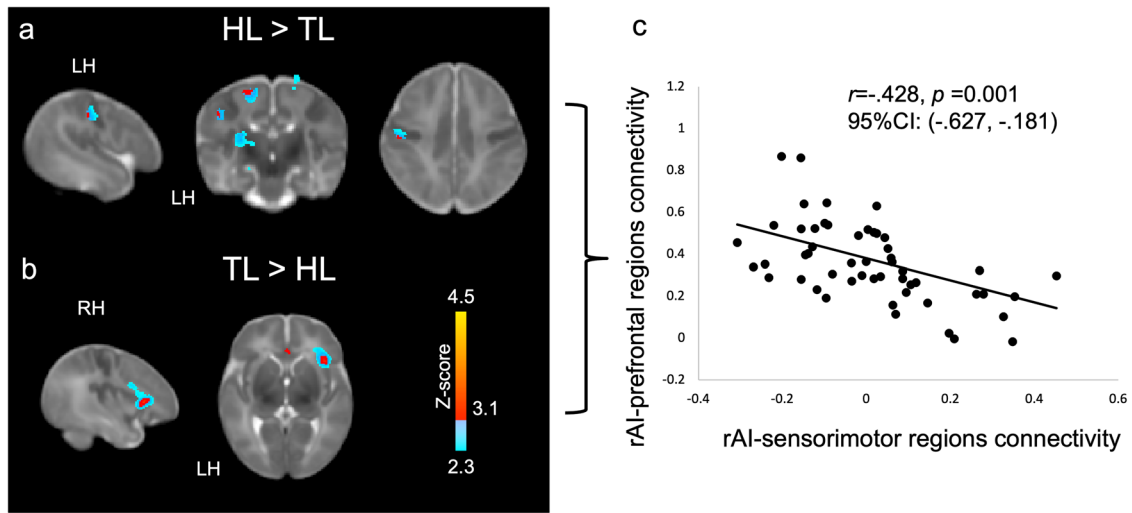 a
HL > TL
LH
LH
b
TL > HL
RH
LH
4.5
Z-score
3.1
2.3
c
r=-.428, p =0.001
95%CI: (-.627, -.181)
rAI-prefrontal regions connectivity
1.2
1
0.8
0.6
0.4
0.2
0
-0.2
-0.4
-0.2
0
0.2
0.4
0.6
rAI-sensorimotor regions connectivity